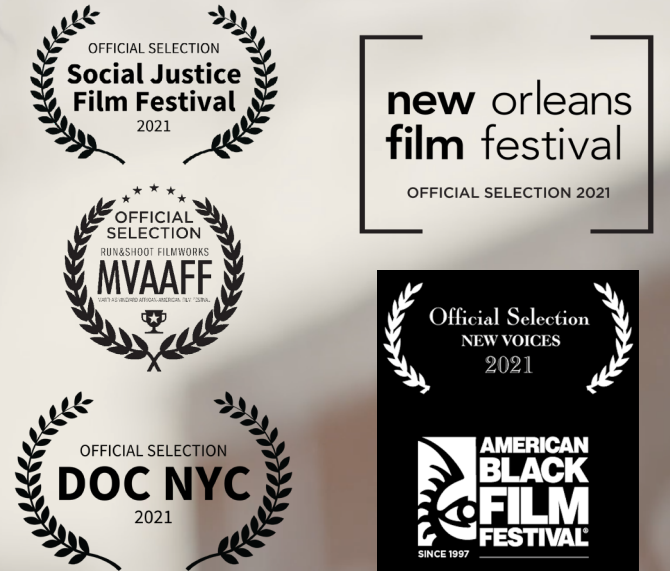 OFFICIAL SELECTION
Social Justice
Film Festival
2021
new orleans
film festival
OFFICIAL SELECTION 2021
OFFICIAL
SELECTION
RUN&SHOOT FILMWORKS
MVAAFF
Official Selection
NEW VOICES
2021
OFFICIAL SELECTION
DOC NYC
2021
AMERICAN
BLACK
FILM
FESTIVAL®
SINCE 1997